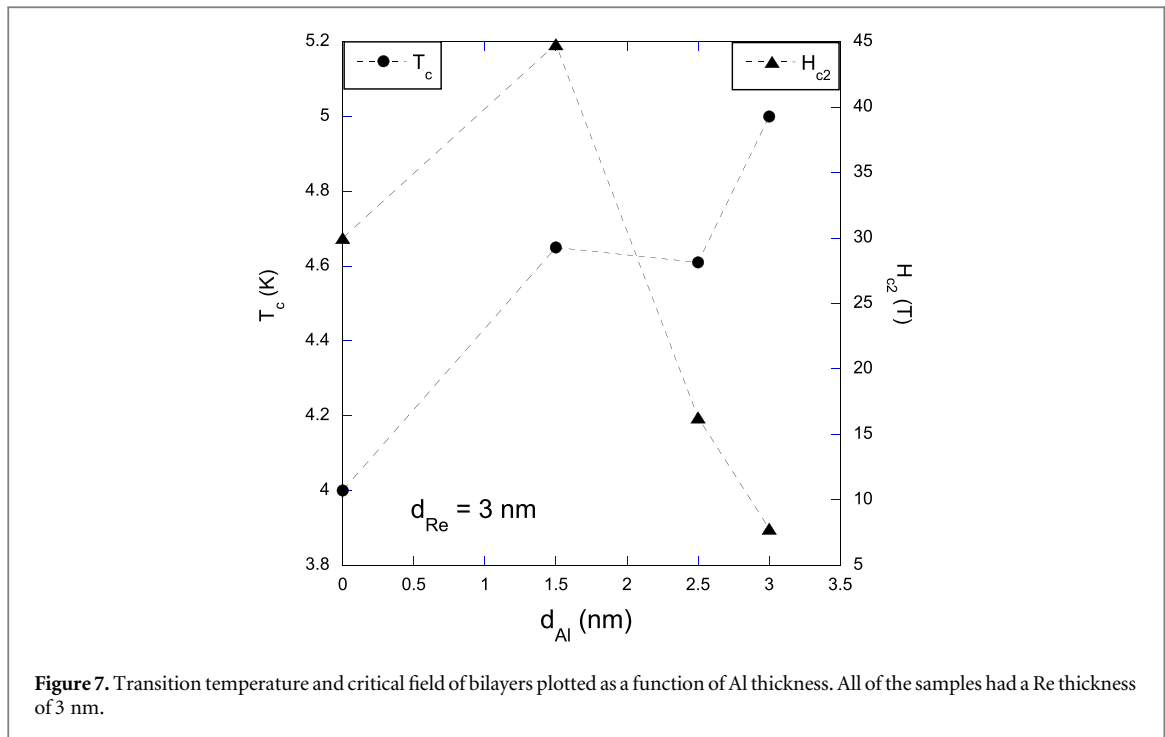 T_c
H_c2
5.2
5
4.8
4.6
4.4
4.2
4
3.8
T_c (K)
45
40
35
30
25
20
15
10
5
H_c2 (T)
d_Re = 3 nm
0 0.5 1 1.5 2 2.5 3 3.5
d_Al (nm)
Figure 7. Transition temperature and critical field of bilayers plotted as a function of Al thickness. All of the samples had a Re thickness
of 3 nm.